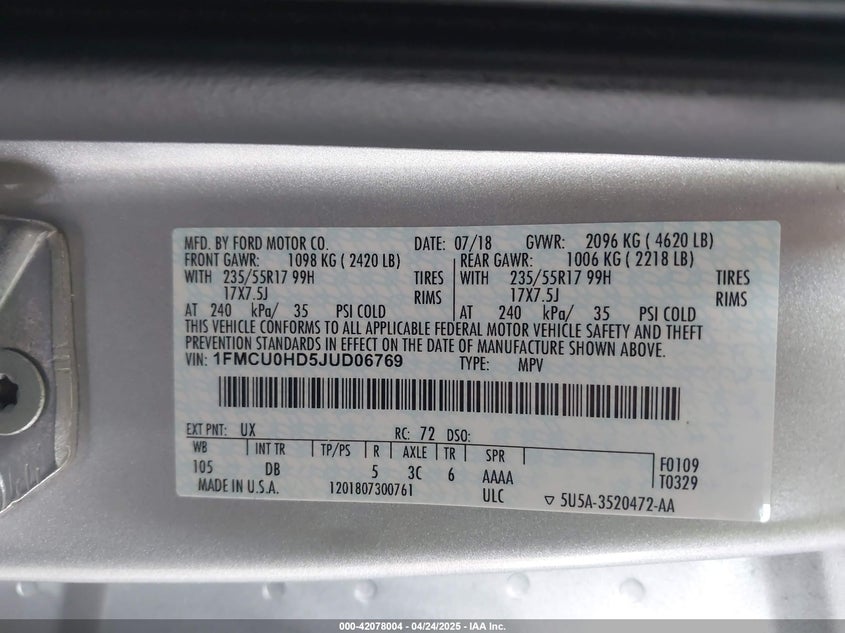 MFD. BY FORD MOTOR CO. DATE: 07/18 GVWR: 2096 KG ( 4620 LB)
FRONT GAWR: 1098 KG ( 2420 LB) REAR GAWR: 1006 KG ( 2218 LB)
WITH 235/55R17 99H TIRES WITH 235/55R17 99H TIRES
17X7.5J RIMS 17X7.5J RIMS
AT 240 kPa/ 35 PSI COLD AT 240 kPa/ 35 PSI COLD
THIS VEHICLE CONFORMS TO ALL APPLICABLE FEDERAL MOTOR VEHICLE SAFETY AND THEFT
PREVENTION STANDARDS IN EFFECT ON THE DATE OF MANUFACTURE SHOWN ABOVE.
VIN: 1FMCU0HD5JUD06769 TYPE: MPV
EXT PNT: UX RC: 72 DSO:
WB INT TR TP/PS R AXLE TR SPR
105 DB 5 3C 6 AAAA F0109
ULC T0329
MADE IN U.S.A. 1201807300761 ▽ 5U5A-3520472-AA
000-42078004 | 04/24/2025 - IAA Inc.